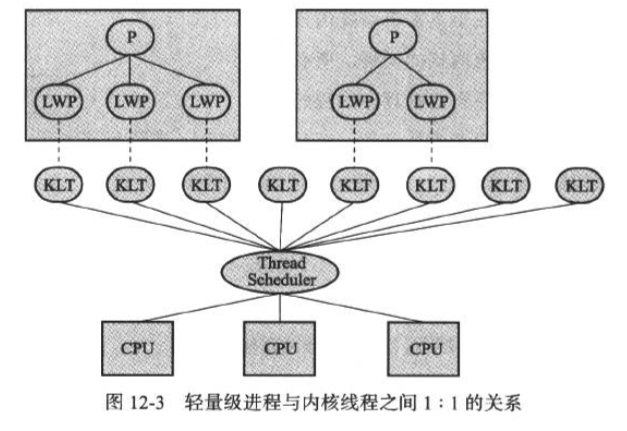 P P
LWP LWP LWP LWP LWP
KLT KLT KLT KLT KLT KLT KLT KLT
Thread
Scheduler
CPU CPU CPU
图 12-3 轻量级进程与内核线程之间 1：1 的关系